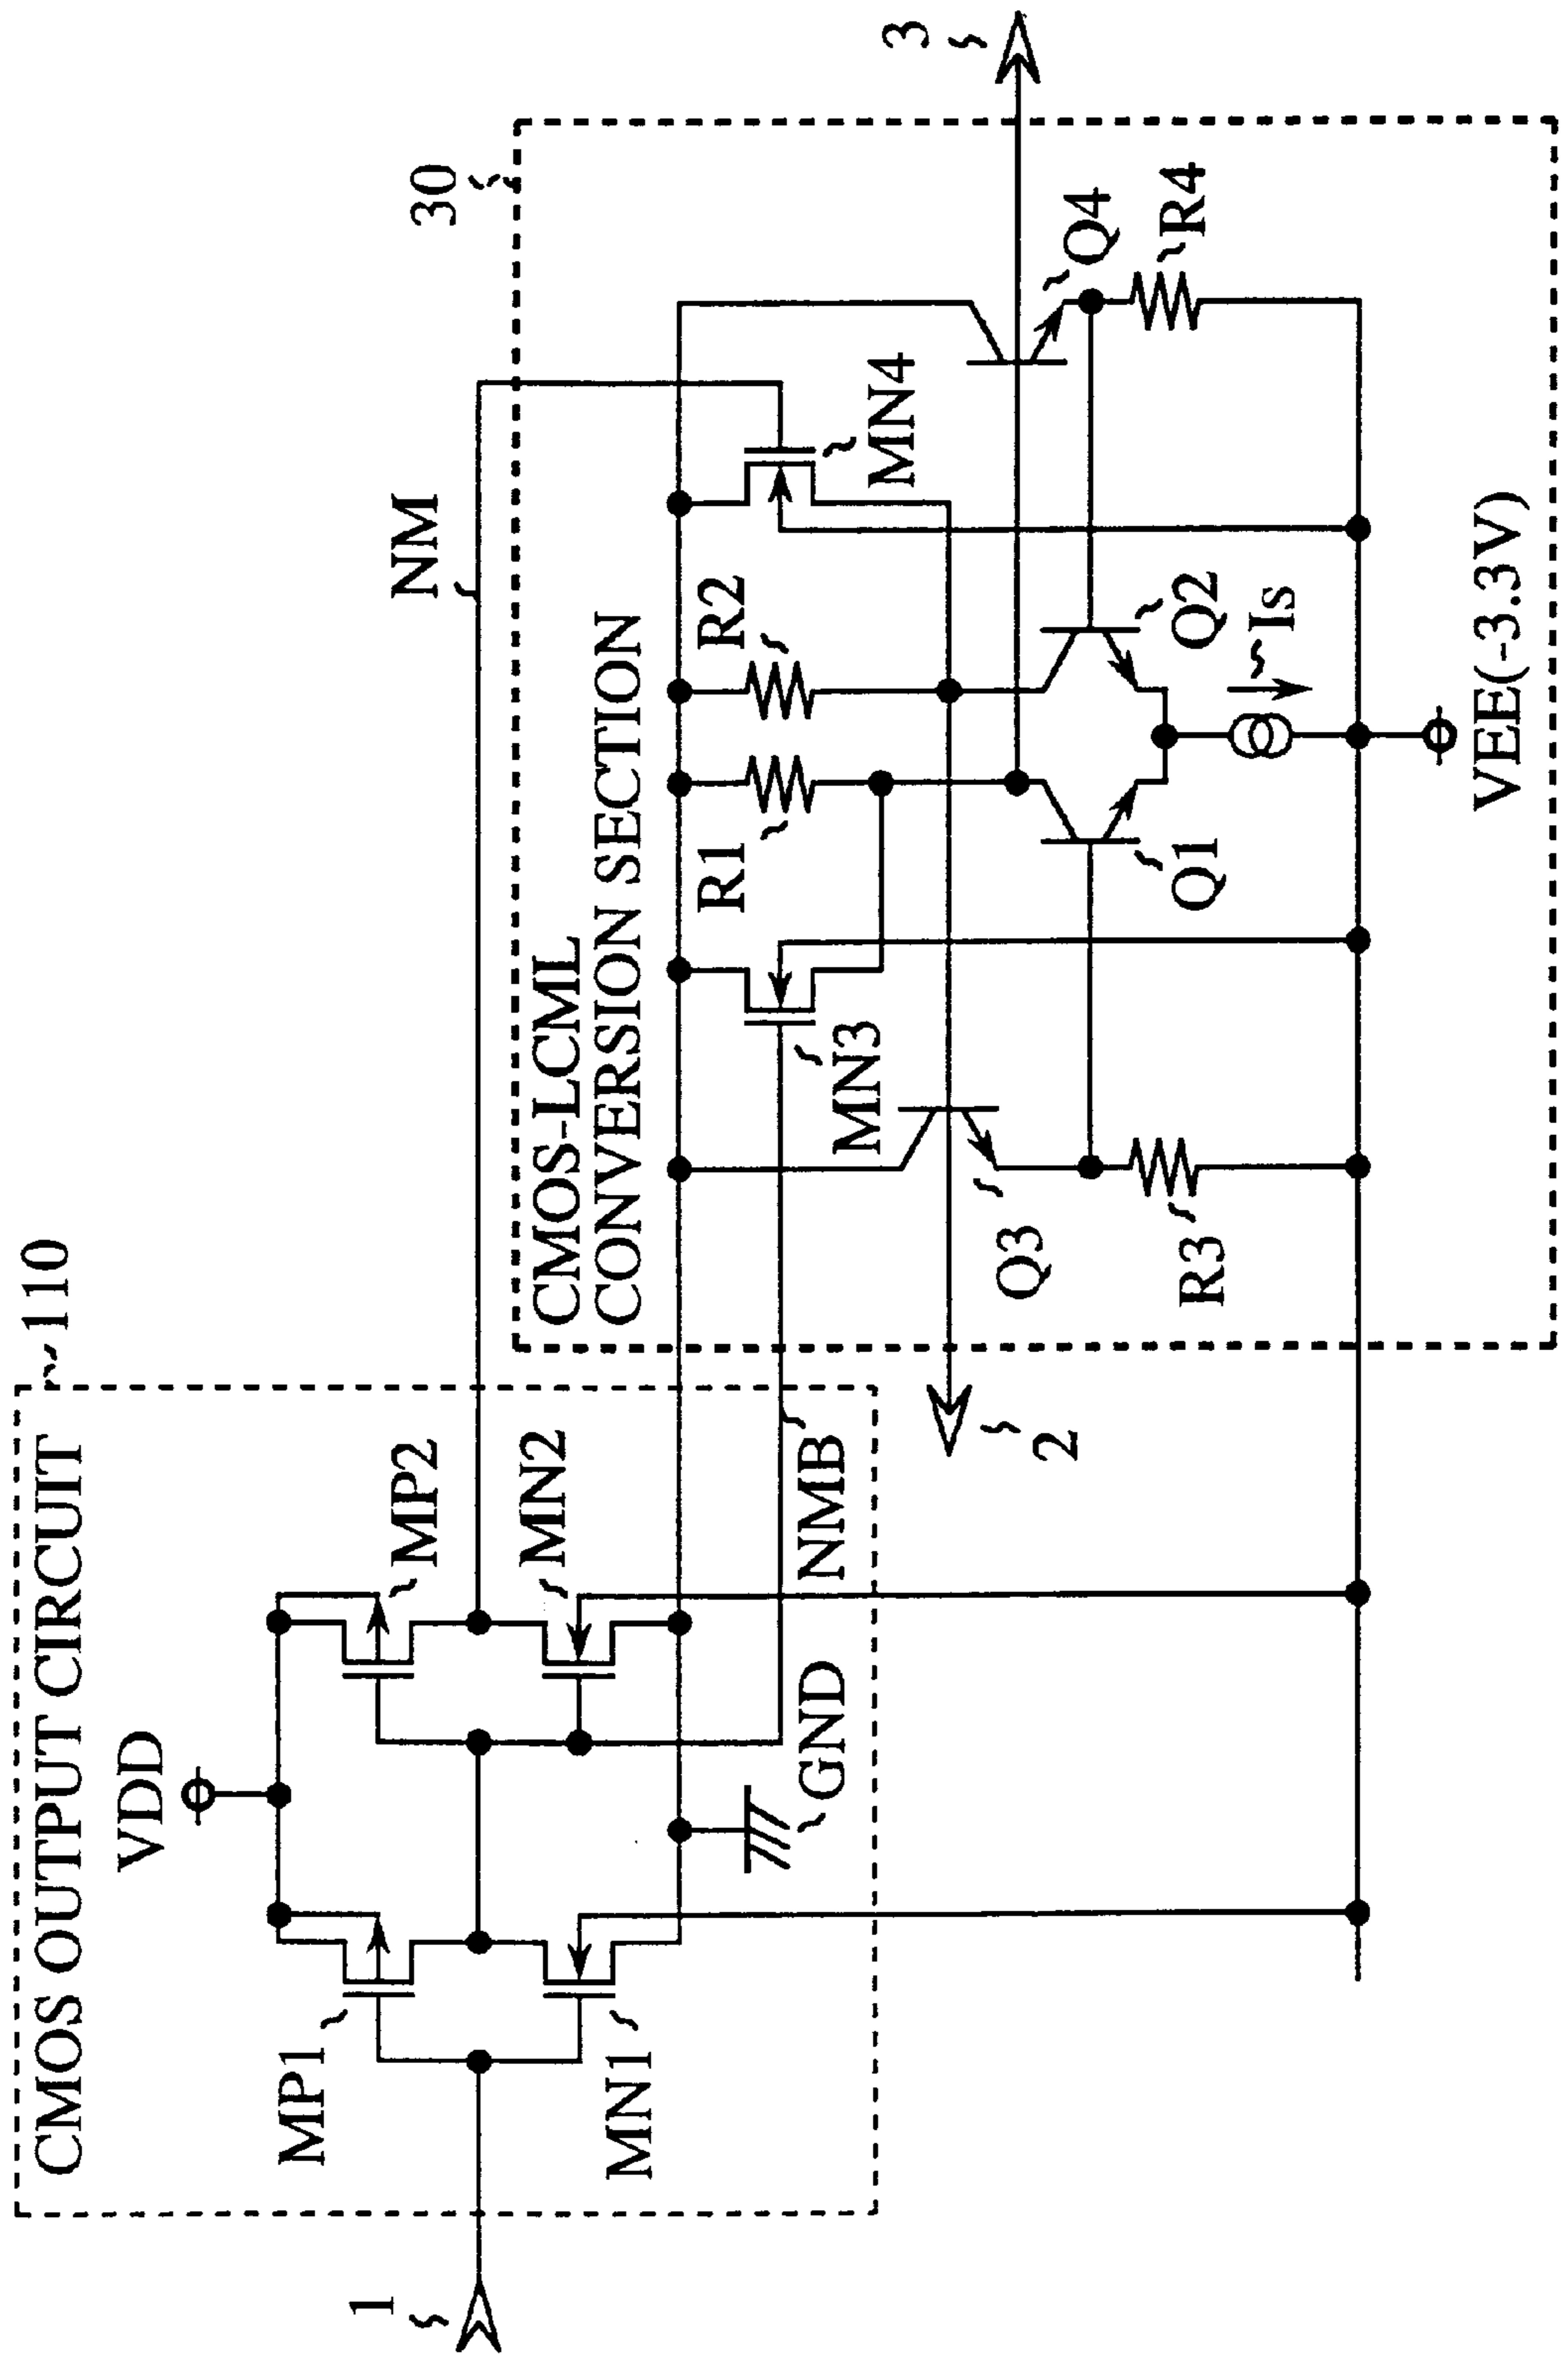 CMOS OUTPUT CIRCUIT
110
VDD
MP1
MP2
MN1
MN2
1
GND
NMB
NM
30
CMOS-LCML
CONVERSION SECTION
MN3
R1
R2
MN4
2
3
Q3
Q4
R3
Q1
Q2
Is
R4
VEE(-3.3V)